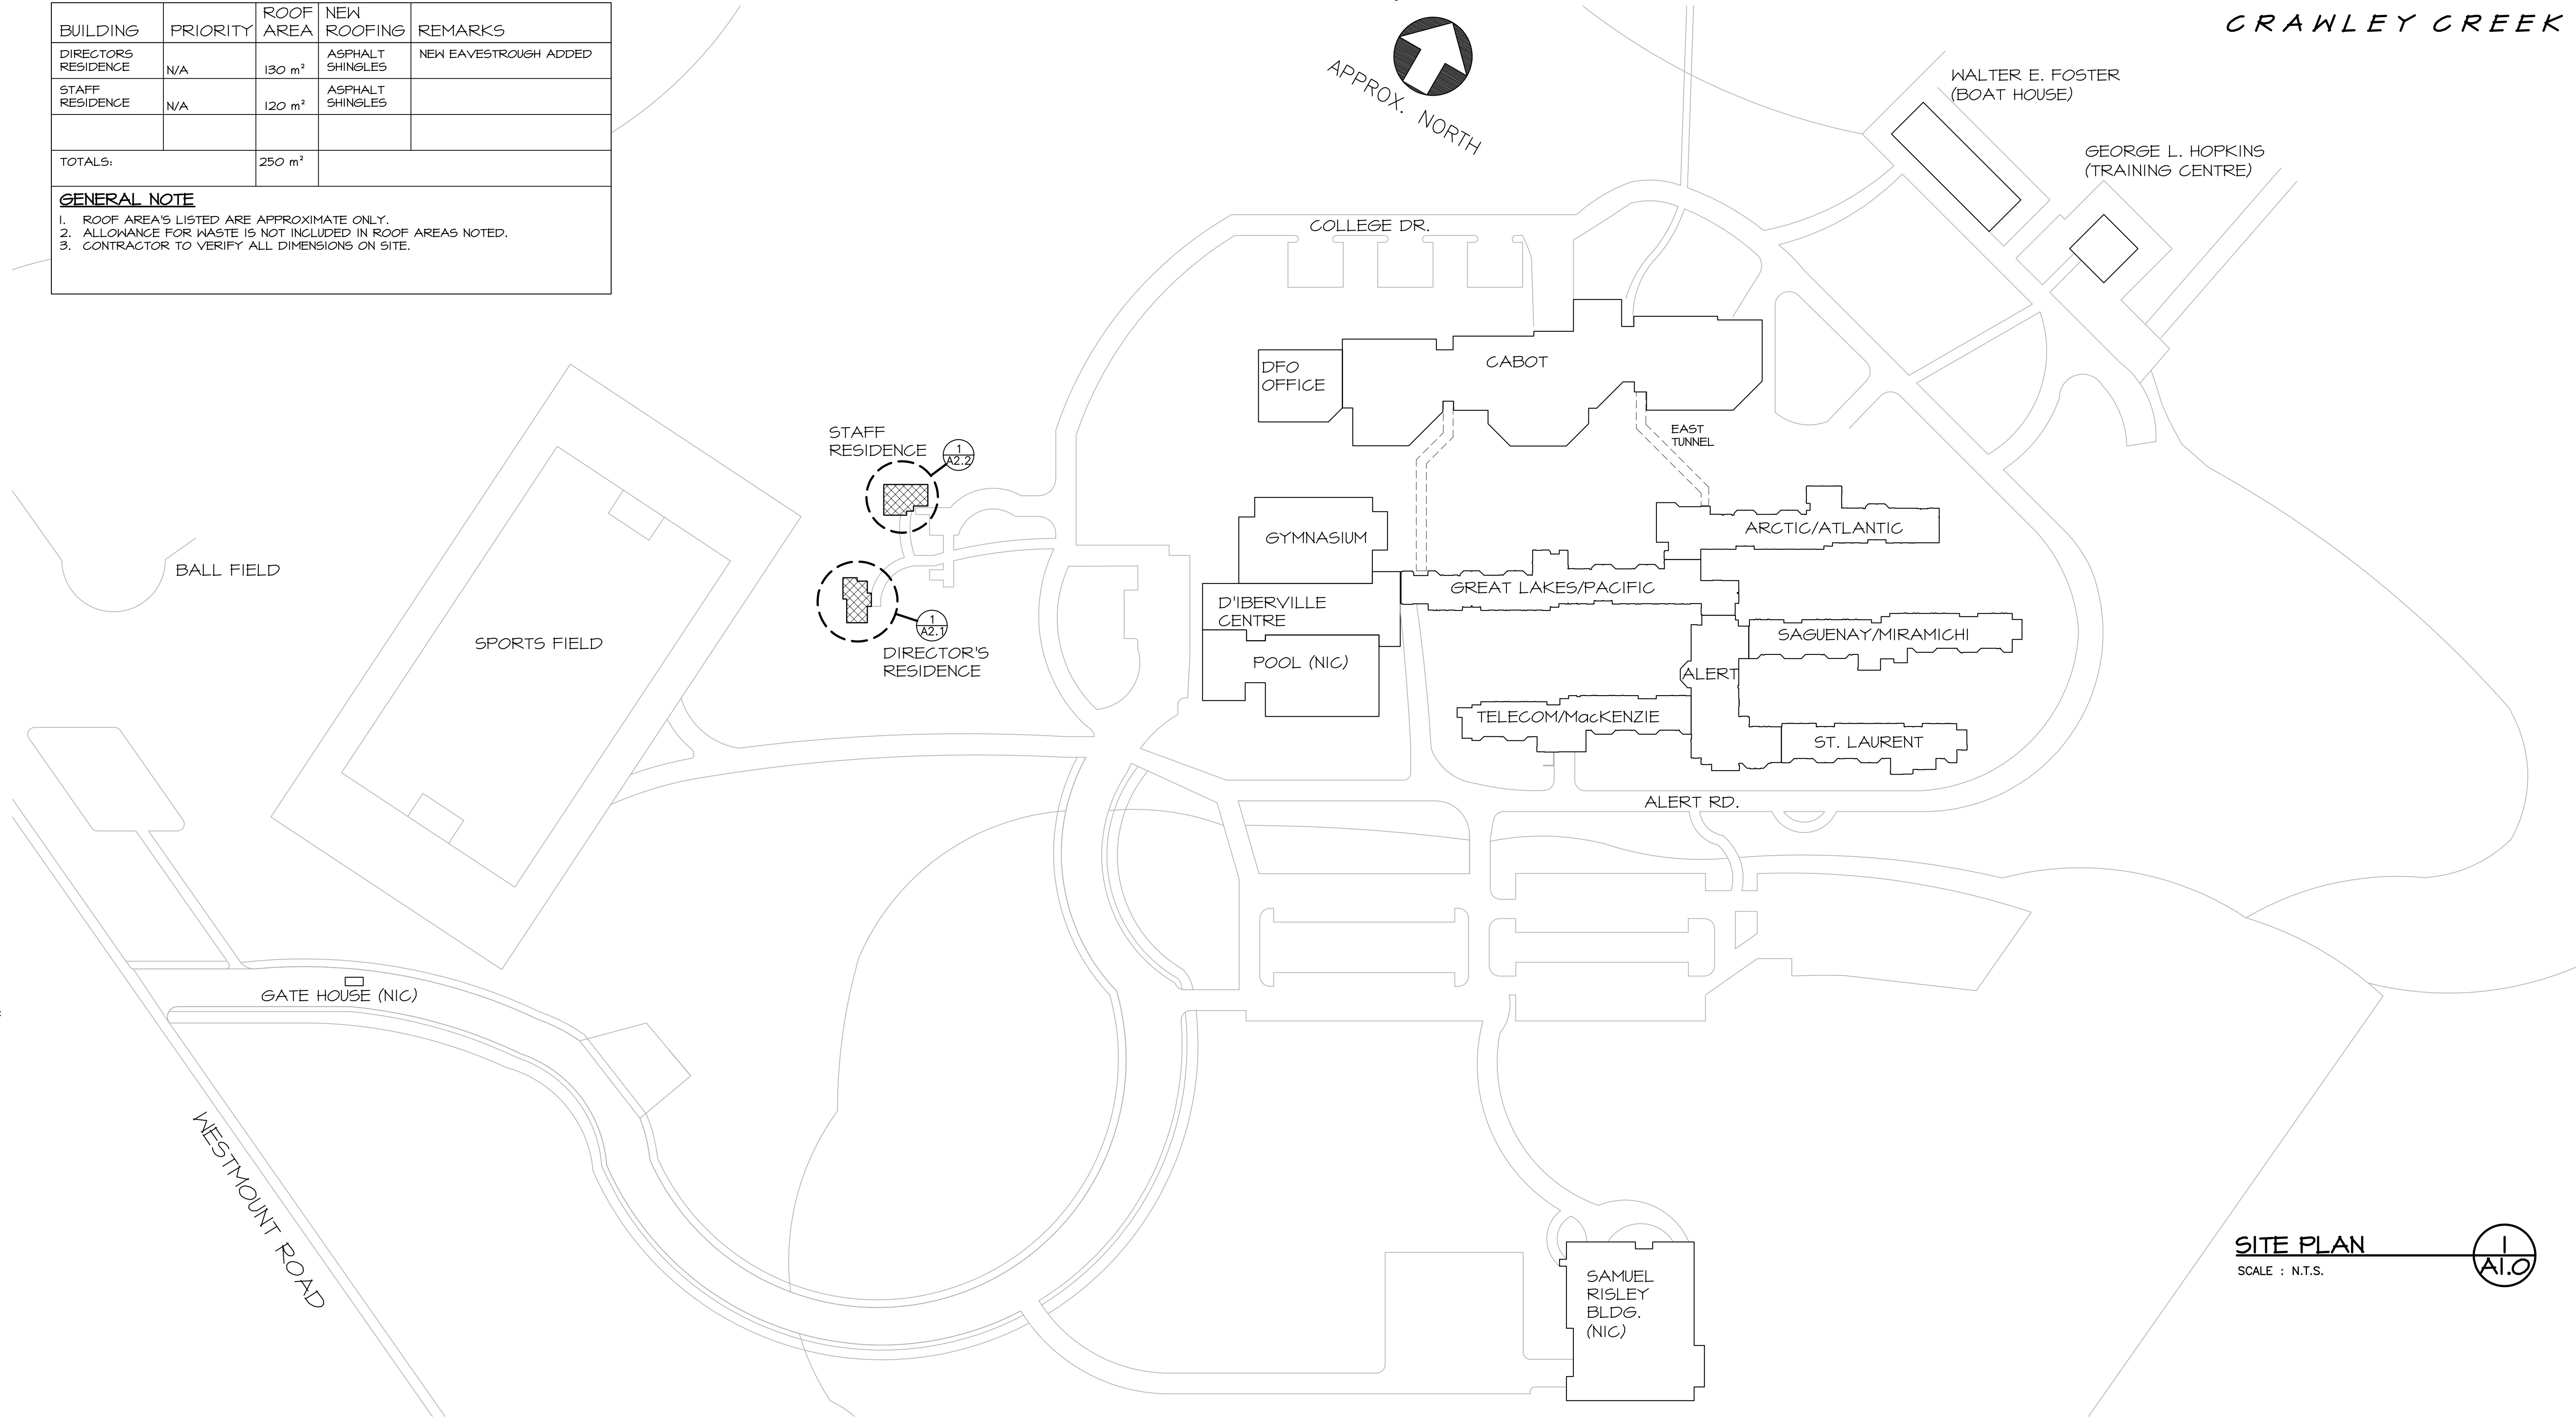 BUILDING PRIORITY ROOF AREA NEW ROOFING REMARKS
DIRECTORS RESIDENCE N/A 130 m² ASPHALT SHINGLES NEW EAVESTROUGH ADDED
STAFF RESIDENCE N/A 120 m² ASPHALT SHINGLES
TOTALS: 250 m²
GENERAL NOTE
1. ROOF AREA'S LISTED ARE APPROXIMATE ONLY.
2. ALLOWANCE FOR WASTE IS NOT INCLUDED IN ROOF AREAS NOTED.
3. CONTRACTOR TO VERIFY ALL DIMENSIONS ON SITE.
APPROX. NORTH
CRAWLEY CREEK
WALTER E. FOSTER
(BOAT HOUSE)
GEORGE L. HOPKINS
(TRAINING CENTRE)
COLLEGE DR.
DFO
OFFICE
CABOT
EAST
TUNNEL
STAFF
RESIDENCE
1
A2.2
GYMNASIUM
ARCTIC/ATLANTIC
BALL FIELD
GREAT LAKES/PACIFIC
D'IBERVILLE
CENTRE
1
A2.1
DIRECTOR'S
RESIDENCE
SPORTS FIELD
SAGUENAY/MIRAMICHI
POOL (NIC)
ALERT
TELECOM/MacKENZIE
ST. LAURENT
ALERT RD.
GATE HOUSE (NIC)
WESTMOUNT ROAD
SAMUEL
RISLEY
BLDG.
(NIC)
SITE PLAN
SCALE : N.T.S.
1
A1.0